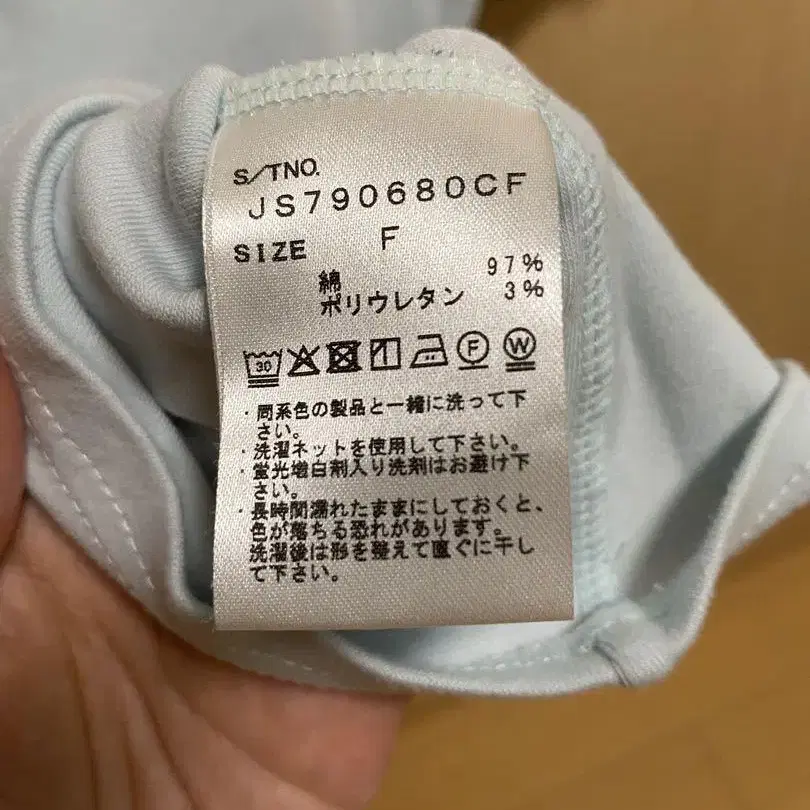 S/TNO.
JS790680CF
SIZE F
綿 97%
ポリウレタン 3%
30 F W
・同系色の製品と一緒に洗って下
さい。
・洗濯ネットを使用して下さい。
・蛍光増白剤入り洗剤はお避け下
さい。
・長時間濡れたままにしておくと、
色が落ちる恐れがあります。
洗濯後は形を整えて直ぐに干し
て下さい。